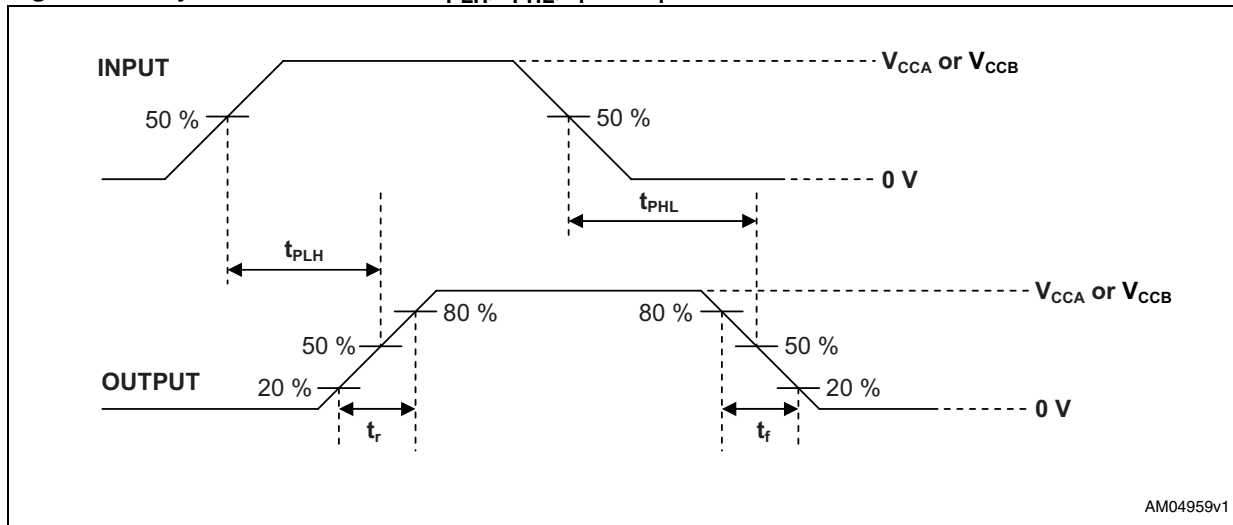 INPUT
V_CCA or V_CCB
50 %
50 %
0 V
t_PHL
t_PLH
V_CCA or V_CCB
80 %
80 %
50 %
50 %
OUTPUT
20 %
20 %
0 V
t_r
t_f
AM04959v1